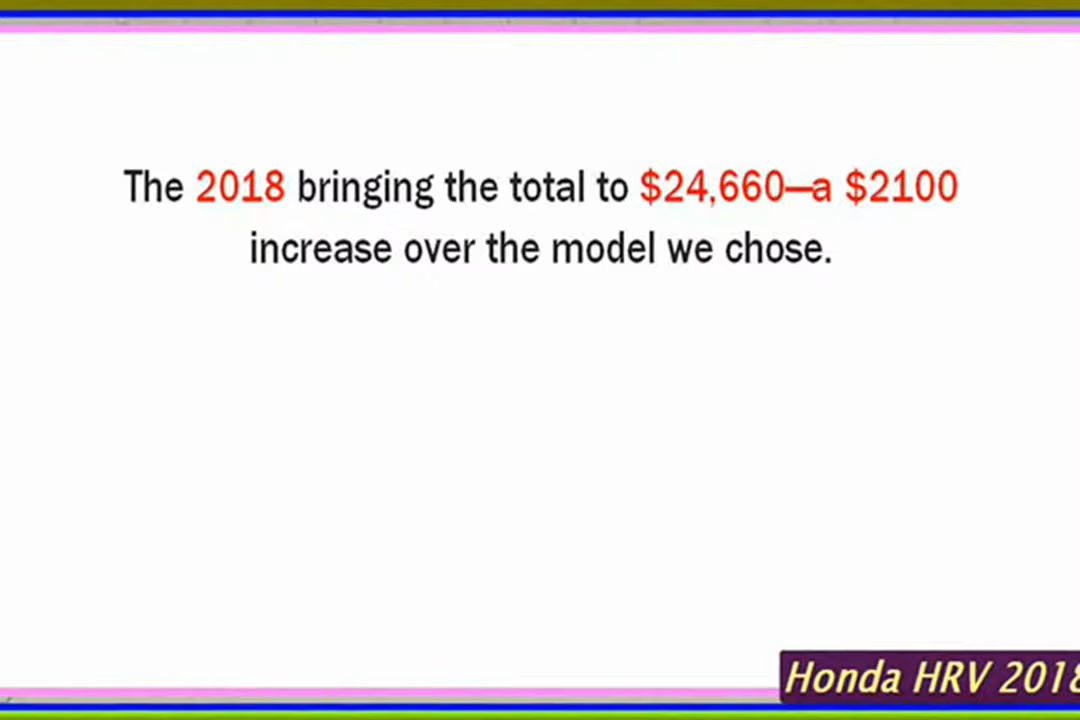 The 2018 bringing the total to $24,660—a $2100
increase over the model we chose.
Honda HRV 2018